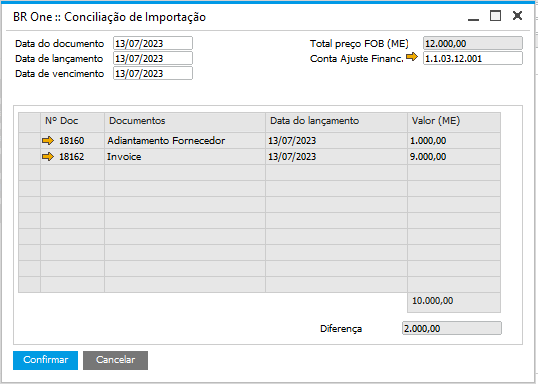 BR One :: Conciliação de Importação
Data do documento 13/07/2023 Total preço FOB (ME) 12.000,00
Data de lançamento 13/07/2023 Conta Ajuste Financ. 1.1.03.12.001
Data de vencimento 13/07/2023
Nº Doc Documentos Data do lançamento Valor (ME)
18160 Adiantamento Fornecedor 13/07/2023 1.000,00
18162 Invoice 13/07/2023 9.000,00
10.000,00
Diferença 2.000,00
Confirmar Cancelar